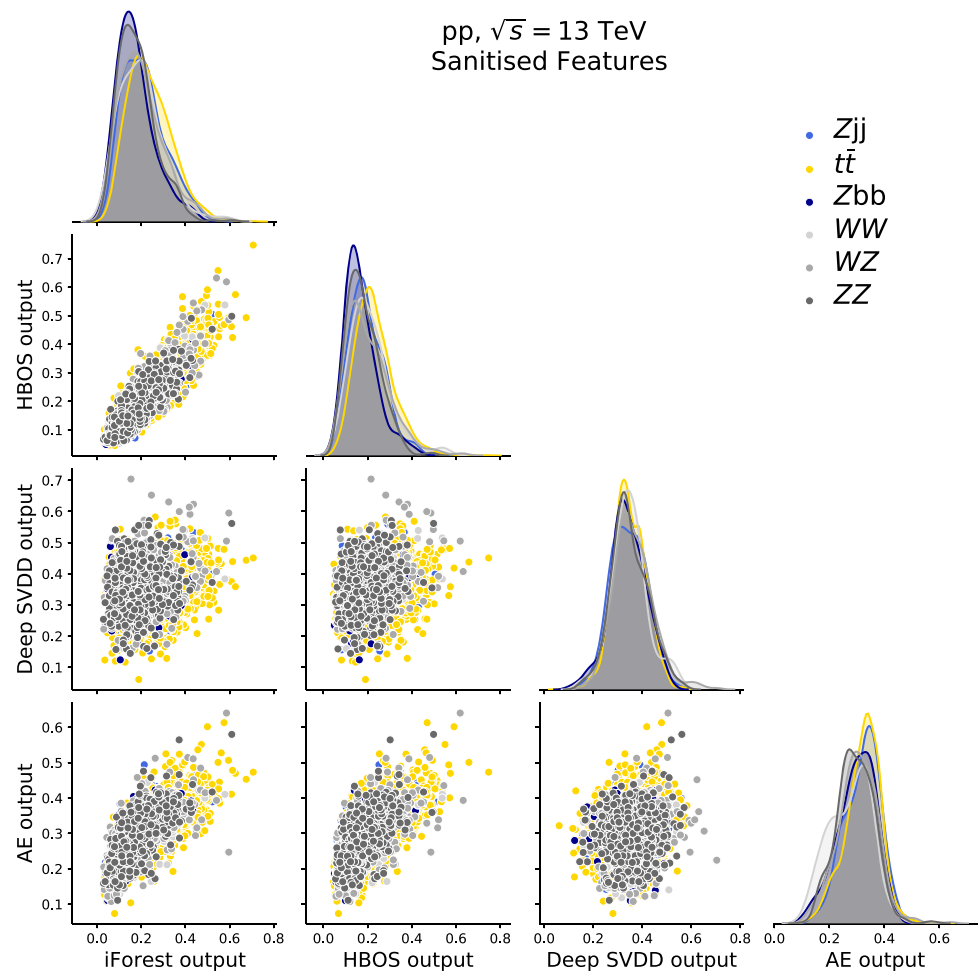 pp, √s = 13 TeV
Sanitised Features
Zjj
tt̄
Zbb
WW
WZ
ZZ
HBOS output
0.7
0.6
0.5
0.4
0.3
0.2
0.1
Deep SVDD output
0.7
0.6
0.5
0.4
0.3
0.2
0.1
AE output
0.6
0.5
0.4
0.3
0.2
0.1
0.0 0.2 0.4 0.6 0.8
0.0 0.2 0.4 0.6 0.8
0.0 0.2 0.4 0.6 0.8
0.0 0.2 0.4 0.6
iForest output
HBOS output
Deep SVDD output
AE output